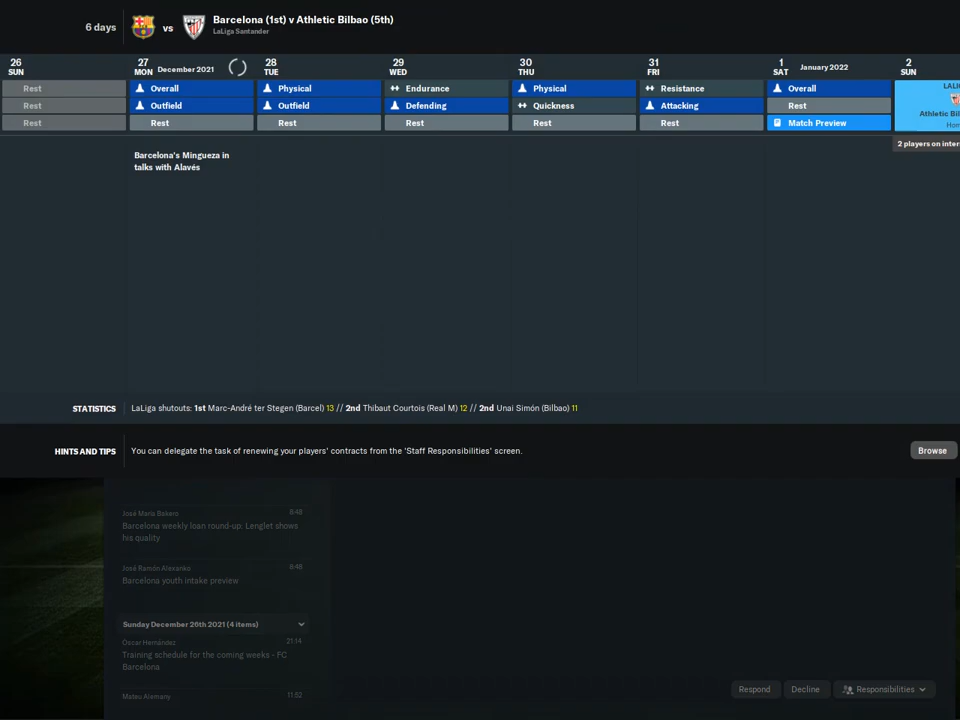 6 days
vs
Barcelona (1st) v Athletic Bilbao (5th)
LaLiga Santander
26 SUN
27 MON December 2021
28 TUE
29 WED
30 THU
31 FRI
1 SAT January 2022
2 SUN
Rest Overall Physical Endurance Physical Resistance Overall
Rest Outfield Outfield Defending Quickness Attacking Rest
Rest Rest Rest Rest Rest Rest Match Preview
Athletic Bil
2 players on inter
Barcelona's Mingueza in
talks with Alavés
STATISTICS LaLiga shutouts: 1st Marc-André ter Stegen (Barcel) 13 // 2nd Thibaut Courtois (Real M) 12 // 2nd Unai Simón (Bilbao) 11
HINTS AND TIPS You can delegate the task of renewing your players' contracts from the 'Staff Responsibilities' screen. Browse
José Mario Bakero 8:48
Barcelona weekly loan round-up: Lenglet shows
his quality
José Ramón Alexanko 8:48
Barcelona youth intake preview
Sunday December 26th 2021 (4 items)
Óscar Hernández 21:14
Training schedule for the coming weeks - FC
Barcelona
Mateu Alemany 11:52
Respond Decline Responsibilities